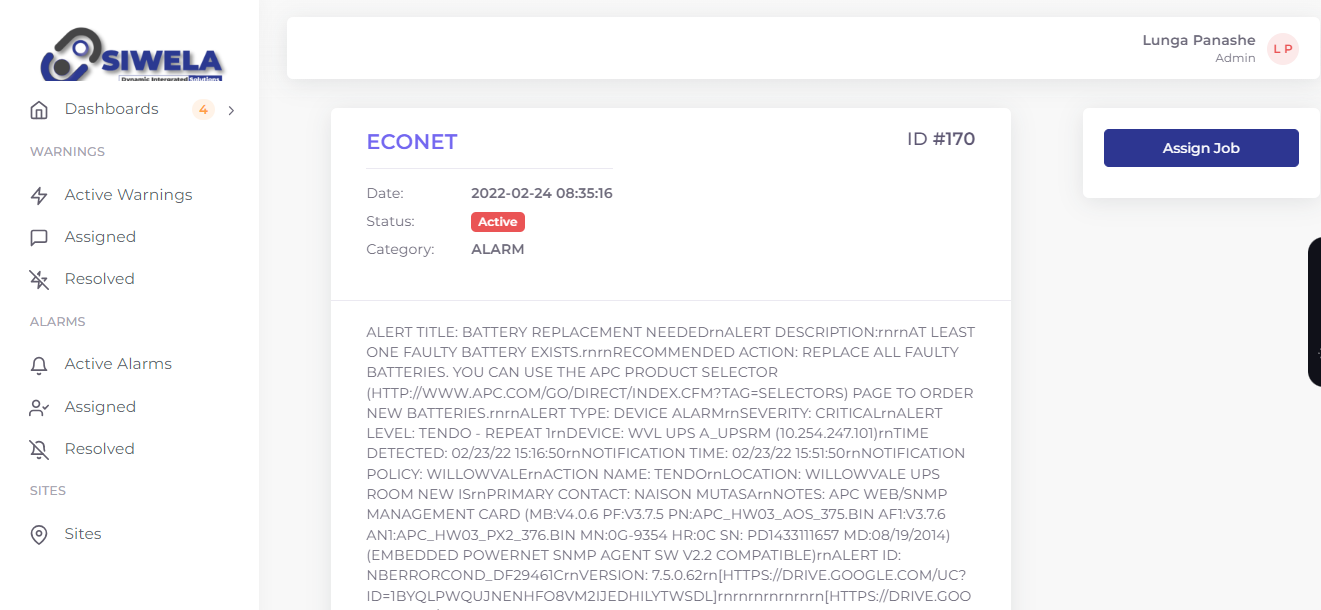 SIWELA
Dynamic Intergrated Solutions
Dashboards 4
WARNINGS
Active Warnings
Assigned
Resolved
ALARMS
Active Alarms
Assigned
Resolved
SITES
Sites
Lunga Panashe
Admin
L P
ECONET
ID #170
Date: 2022-02-24 08:35:16
Status: Active
Category: ALARM
ALERT TITLE: BATTERY REPLACEMENT NEEDEDrnALERT DESCRIPTION:rnrnAT LEAST
ONE FAULTY BATTERY EXISTS.rnrnRECOMMENDED ACTION: REPLACE ALL FAULTY
BATTERIES. YOU CAN USE THE APC PRODUCT SELECTOR
(HTTP://WWW.APC.COM/GO/DIRECT/INDEX.CFM?TAG=SELECTORS) PAGE TO ORDER
NEW BATTERIES.rnrnALERT TYPE: DEVICE ALARMrnSEVERITY: CRITICALrnALERT
LEVEL: TENDO - REPEAT 1rnDEVICE: WVL UPS A_UPSRM (10.254.247.101)rnTIME
DETECTED: 02/23/22 15:16:50rnNOTIFICATION TIME: 02/23/22 15:51:50rnNOTIFICATION
POLICY: WILLOWVALErnACTION NAME: TENDOrnLOCATION: WILLOWVALE UPS
ROOM NEW ISrnPRIMARY CONTACT: NAISON MUTASArnNOTES: APC WEB/SNMP
MANAGEMENT CARD (MB:V4.0.6 PF:V3.7.5 PN:APC_HW03_AOS_375.BIN AF1:V3.7.6
AN1:APC_HW03_PX2_376.BIN MN:0G-9354 HR:0C SN: PD1433111657 MD:08/19/2014)
(EMBEDDED POWERNET SNMP AGENT SW V2.2 COMPATIBLE)rnALERT ID:
NBERRORCOND_DF29461CrnVERSION: 7.5.0.62rn[HTTPS://DRIVE.GOOGLE.COM/UC?
ID=1BYQLPWQUJNENHFO8VM2IJEDHILYTWSDL]rnrnrnrnrnrnrn[HTTPS://DRIVE.GOO
Assign Job